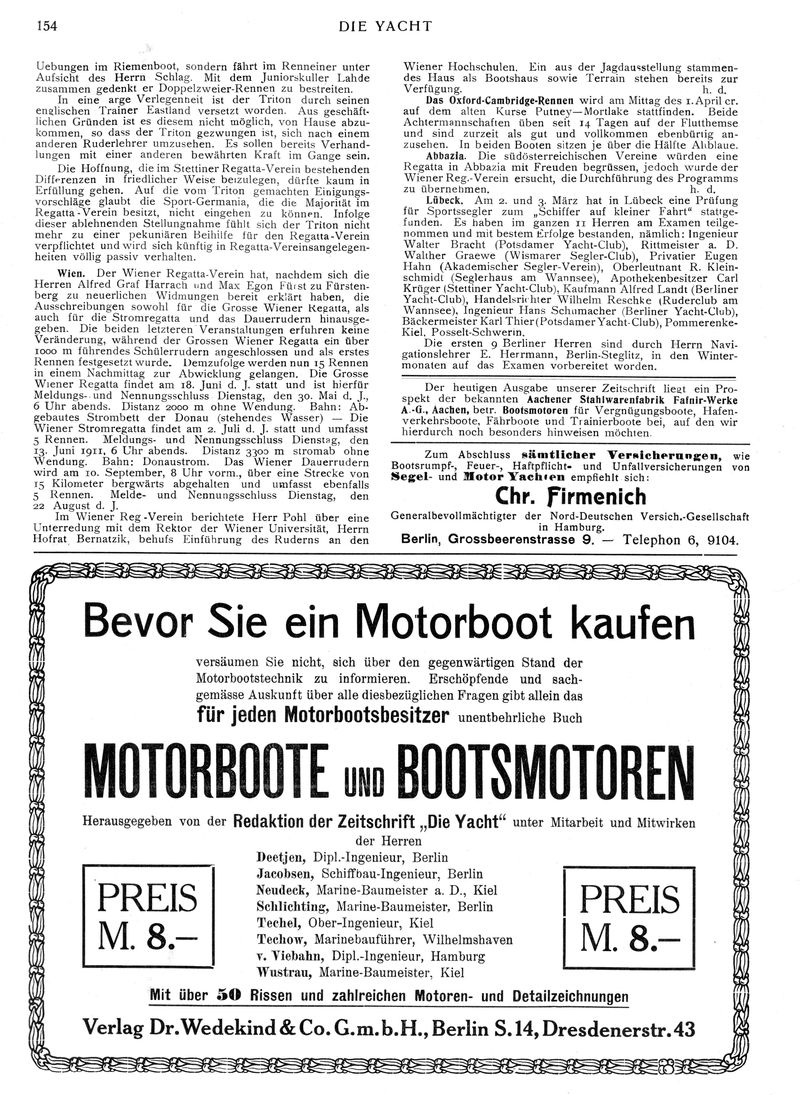 154
DIE YACHT
Uebungen im Riemenboot, sondern fährt im Renneiner unter
Aufsicht des Herrn Schlag. Mit dem Juniorskuller Lahde
zusammen gedenkt er Doppelzweier-Rennen zu bestreiten.
In eine arge Verlegenheit ist der Triton durch seinen
englischen Trainer Eastland versetzt worden. Aus geschäft-
lichen Gründen ist es diesem nicht möglich, von Hause abzu-
kommen, so dass der Triton gezwungen ist, sich nach einem
anderen Ruderlehrer umzusehen. Es sollen bereits Verhand-
lungen mit einer anderen bewährten Kraft im Gange sein.
Die Hoffnung, die im Stettiner Regatta-Verein bestehenden
Differenzen in friedlicher Weise beizulegen, dürfte kaum in
Erfüllung gehen. Auf die vom Triton gemachten Einigungs-
vorschläge glaubt die Sport-Germania, die die Majorität im
Regatta-Verein besitzt, nicht eingehen zu können. Infolge
dieser ablehnenden Stellungnahme fühlt sich der Triton nicht
mehr zu einer pekuniären Beihilfe für den Regatta-Verein
verpflichtet und wird sich künftig in Regatta-Vereinsangelegen-
heiten völlig passiv verhalten.
Wien. Der Wiener Regatta-Verein hat, nachdem sich die
Herren Alfred Graf Harrach und Max Egon Fürst zu Fürsten-
berg zu neuerlichen Widmungen bereit erklärt haben, die
Ausschreibungen sowohl für die Grosse Wiener Regatta, als
auch für die Stromregatta und das Dauerrudern hinausge-
geben. Die beiden letzteren Veranstaltungen erfuhren keine
Veränderung, während der Grossen Wiener Regatta ein über
1000 m führendes Schülerrudern angeschlossen und als erstes
Rennen festgesetzt wurde. Demzufolge werden nun 15 Rennen
in einem Nachmittag zur Abwicklung gelangen. Die Grosse
Wiener Regatta findet am 18. Juni d. J. statt und ist hierfür
Meldungs- und Nennungsschluss Dienstag, den 30. Mai d. J.,
6 Uhr abends. Distanz 2000 m ohne Wendung. Bahn: Ab-
gebautes Strombett der Donau (stehendes Wasser) — Die
Wiener Stromregatta findet am 2. Juli d. J. statt und umfasst
5 Rennen. Meldungs- und Nennungsschluss Dienstag, den
13. Juni 1911, 6 Uhr abends. Distanz 3300 m stromab ohne
Wendung. Bahn: Donaustrom. Das Wiener Dauerrudern
wird am 10. September, 8 Uhr vorm., über eine Strecke von
15 Kilometer bergwärts abgehalten und umfasst ebenfalls
5 Rennen. Melde- und Nennungsschluss Dienstag, den
22 August d. J.
Im Wiener Reg-Verein berichtete Herr Pohl über eine
Unterredung mit dem Rektor der Wiener Universität, Herrn
Hofrat Bernatzik, behufs Einführung des Ruderns an den
Wiener Hochschulen. Ein aus der Jagdausstellung stammen-
des Haus als Bootshaus sowie Terrain stehen bereits zur
Verfügung. h. d.
Das Oxford-Cambridge-Rennen wird am Mittag des 1. April cr.
auf dem alten Kurse Putney—Mortlake stattfinden. Beide
Achtermannschaften üben seit 14 Tagen auf der Flutthemse
und sind zurzeit als gut und vollkommen ebenbürtig an-
zusehen. In beiden Booten sitzen je über die Hälfte Altblaue.
Abbazia. Die südösterreichischen Vereine würden eine
Regatta in Abbazia mit Freuden begrüssen, jedoch wurde der
Wiener Reg.-Verein ersucht, die Durchführung des Programms
zu übernehmen. h. d.
Lübeck. Am 2. und 3. März hat in Lübeck eine Prüfung
für Sportssegler zum „Schiffer auf kleiner Fahrt“ stattge-
funden. Es haben im ganzen 11 Herren am Examen teilge-
nommen und mit bestem Erfolge bestanden, nämlich: Ingenieur
Walter Bracht (Potsdamer Yacht-Club), Rittmeister a. D.
Walther Graewe (Wismarer Segler-Club), Privatier Eugen
Hahn (Akademischer Segler-Verein), Oberleutnant R. Klein-
schmidt (Seglerhaus am Wannsee), Apothekenbesitzer Carl
Krüger (Stettiner Yacht-Club), Kaufmann Alfred Landt (Berliner
Yacht-Club), Handelsrichter Wilhelm Reschke (Ruderclub am
Wannsee), Ingenieur Hans Schumacher (Berliner Yacht-Club),
Bäckermeister Karl Thier (Potsdamer Yacht-Club), Pommerenke-
Kiel, Posselt-Schwerin.
Die ersten 9 Berliner Herren sind durch Herrn Navi-
gationslehrer E. Herrmann, Berlin-Steglitz, in den Winter-
monaten auf das Examen vorbereitet worden.
Der heutigen Ausgabe unserer Zeitschrift liegt ein Pro-
spekt der bekannten Aachener Stahlwarenfabrik Fafnir-Werke
A.-G., Aachen, betr. Bootsmotoren für Vergnügungsboote, Hafen-
verkehrsboote, Fährboote und Trainierboote bei, auf den wir
hierdurch noch besonders hinweisen möchten.
Zum Abschluss sämtlicher Versicherungen, wie
Bootsrumpf-, Feuer-, Haftpflicht- und Unfallversicherungen von
Segel- und Motor Yachten empfiehlt sich:
Chr. Firmenich
Generalbevollmächtigter der Nord-Deutschen Versich.-Gesellschaft
in Hamburg.
Berlin, Grossbeerenstrasse 9. — Telephon 6, 9104.
Bevor Sie ein Motorboot kaufen
versäumen Sie nicht, sich über den gegenwärtigen Stand der
Motorbootstechnik zu informieren. Erschöpfende und sach-
gemässe Auskunft über alle diesbezüglichen Fragen gibt allein das
für jeden Motorbootsbesitzer unentbehrliche Buch
MOTORBOOTE UND BOOTSMOTOREN
Herausgegeben von der Redaktion der Zeitschrift „Die Yacht“ unter Mitarbeit und Mitwirken
der Herren
Deetjen, Dipl.-Ingenieur, Berlin
Jacobsen, Schiffbau-Ingenieur, Berlin
Neudeck, Marine-Baumeister a. D., Kiel
Schlichting, Marine-Baumeister, Berlin
Techel, Ober-Ingenieur, Kiel
Techow, Marinebauführer, Wilhelmshaven
v. Viebahn, Dipl.-Ingenieur, Hamburg
Wustrau, Marine-Baumeister, Kiel
PREIS
M. 8.—
PREIS
M. 8.—
Mit über 50 Rissen und zahlreichen Motoren- und Detailzeichnungen
Verlag Dr. Wedekind & Co. G. m. b. H., Berlin S. 14, Dresdenerstr. 43